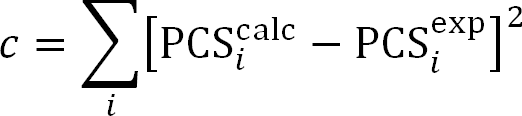 c = ∑_i [PCS_i^calc − PCS_i^exp]^2